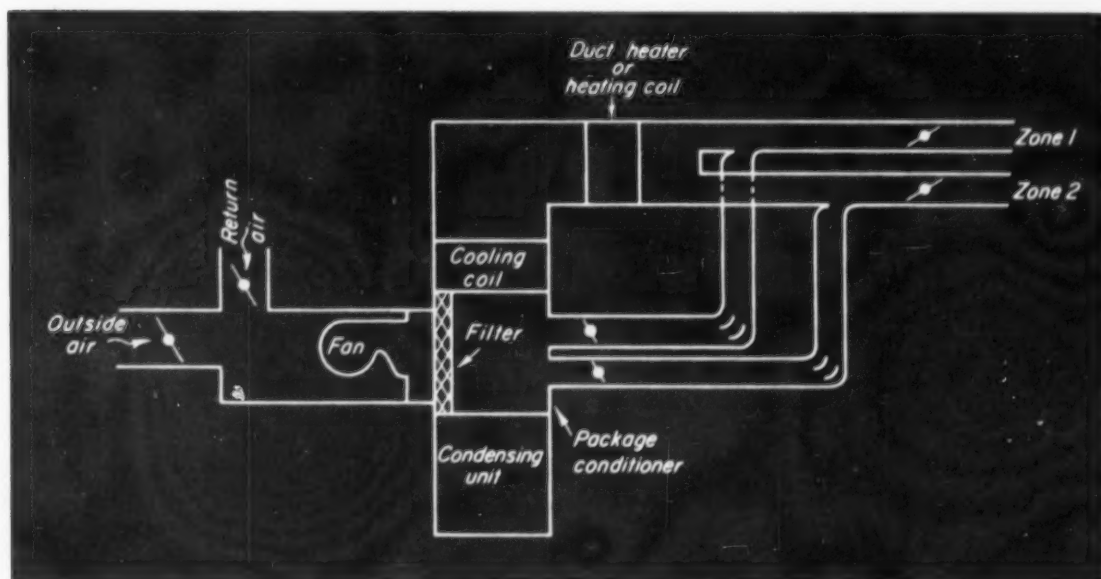 Duct heater
or
heating coil
Zone 1
Zone 2
Return
air
Cooling
coil
Outside
air
Fan
Filter
Package
conditioner
Condensing
unit